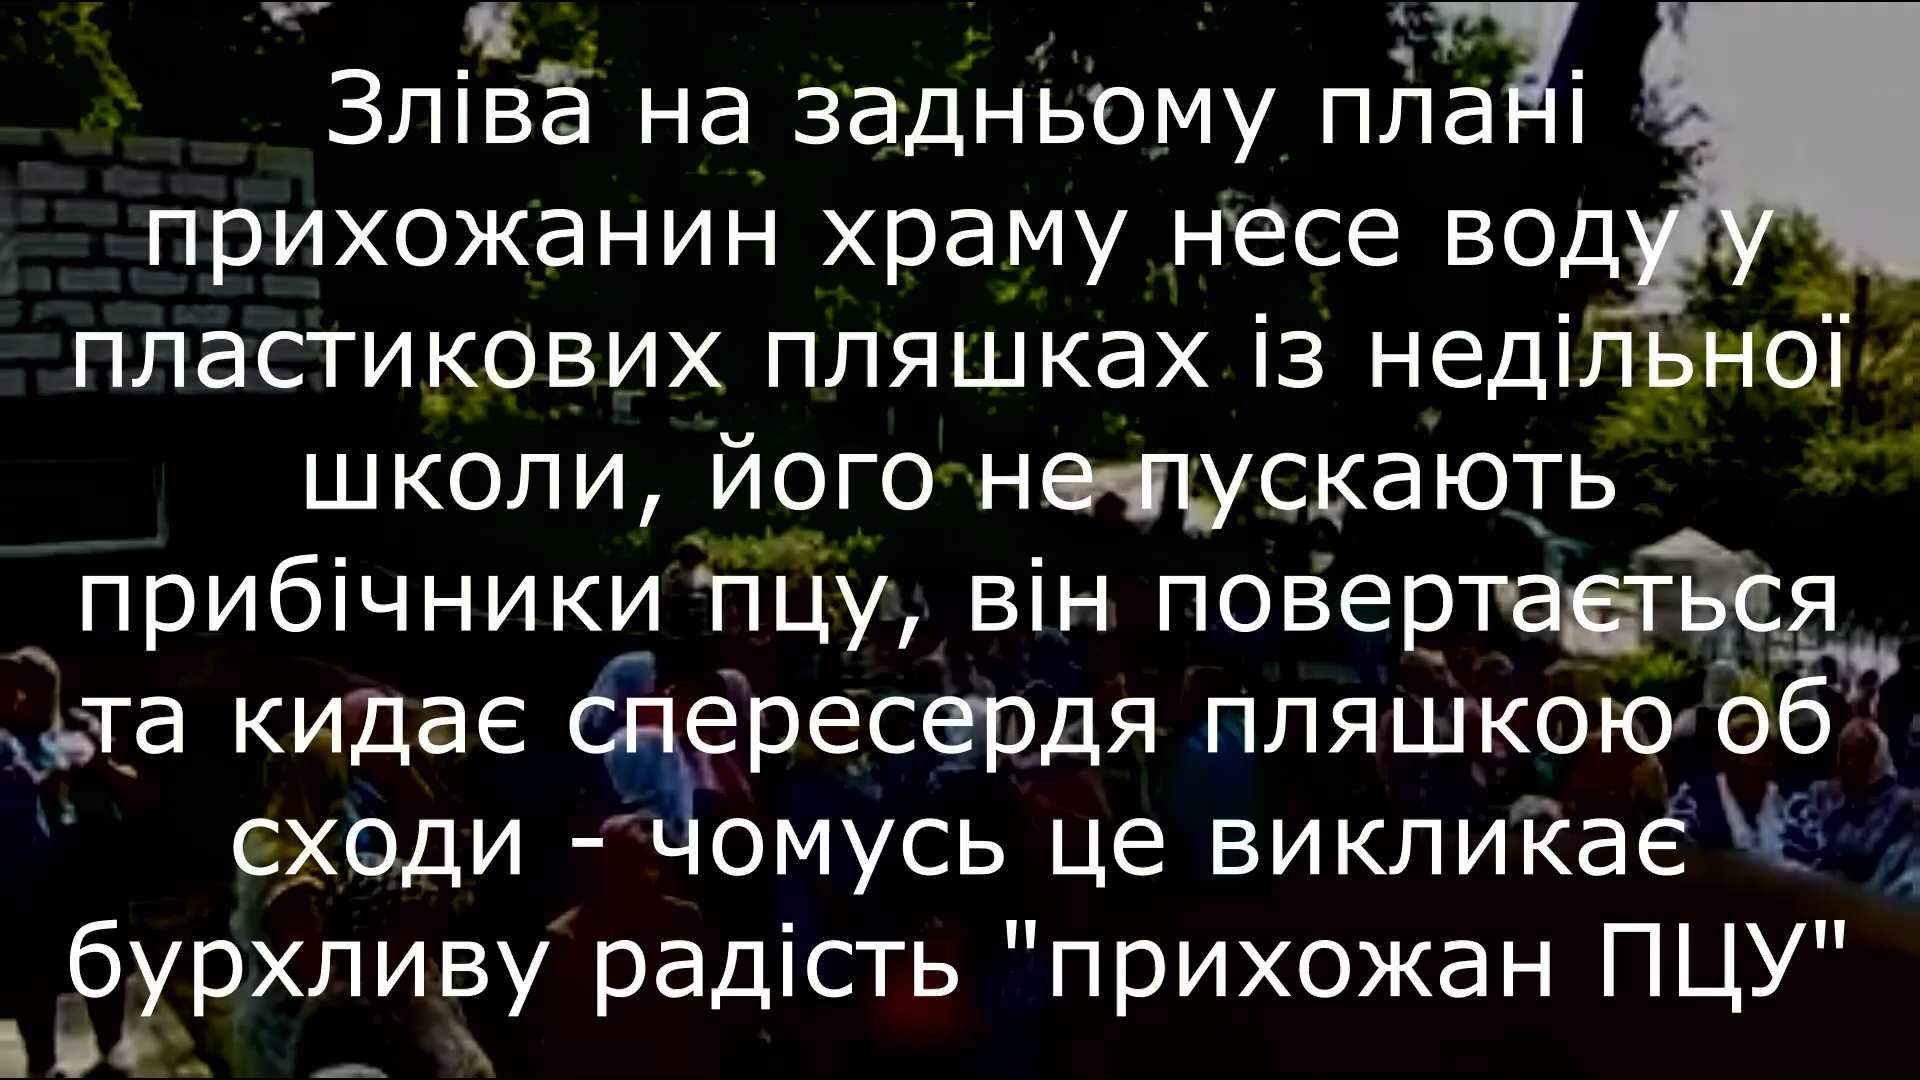 Зліва на задньому плані
прихожанин храму несе воду у
пластикових пляшках із недільної
школи, його не пускають
прибічники пцу, він повертається
та кидає спересердя пляшкою об
сходи - чомусь це викликає
бурхливу радість "прихожан ПЦУ"